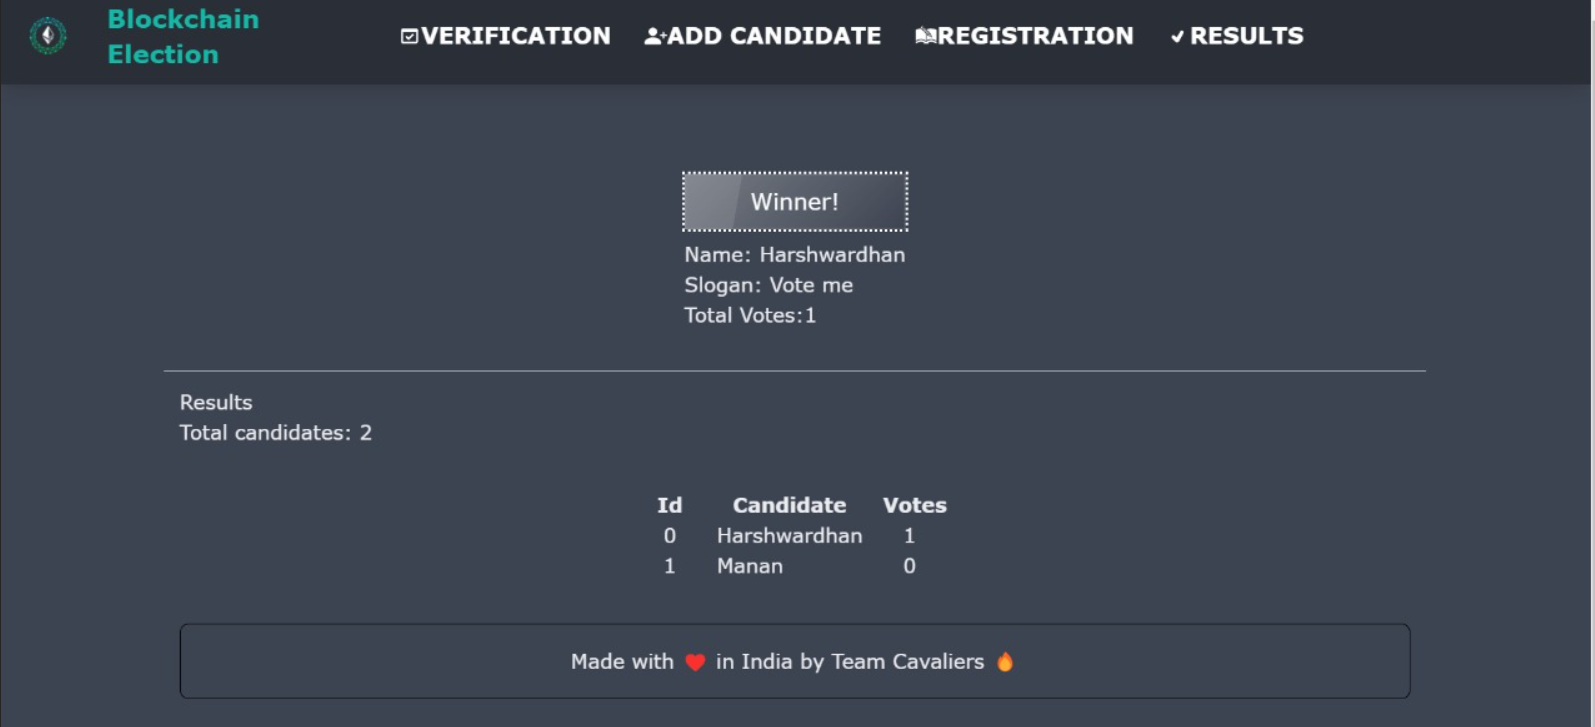 Blockchain
Election
VERIFICATION ADD CANDIDATE REGISTRATION RESULTS
Winner!
Name: Harshwardhan
Slogan: Vote me
Total Votes:1
Results
Total candidates: 2
Id Candidate Votes
0 Harshwardhan 1
1 Manan 0
Made with ❤️ in India by Team Cavaliers 🔥